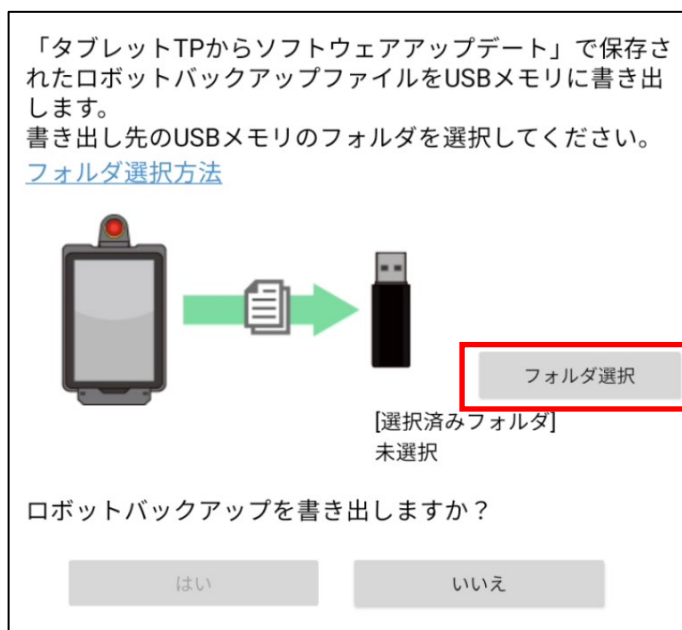 「タブレットTPからソフトウェアアップデート」で保存さ
れたロボットバックアップファイルをUSBメモリに書き出
します。
書き出し先のUSBメモリのフォルダを選択してください。
フォルダ選択方法
フォルダ選択
[選択済みフォルダ]
未選択
ロボットバックアップを書き出しますか？
はい
いいえ